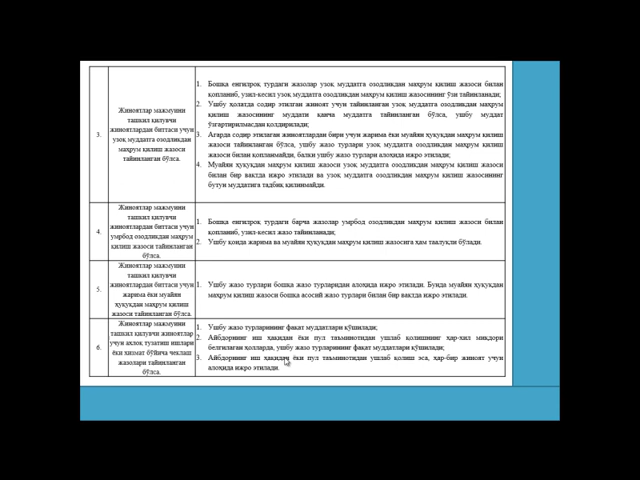 1. Бошқа енгилроқ турдаги жазолар узоқ муддатга озодликдан маҳрум қилиш жазоси билан
қопланиб, узил-кесил узоқ муддатга озодликдан маҳрум қилиш жазосининг ўзи тайинланади;
Жиноятлар мажмуини
2. Ушбу ҳолатда содир этилган жиноят учун тайинланган узоқ муддатга озодликдан маҳрум
ташкил қилувчи
қилиш жазосининг муддати қанча муддатга тайинланган бўлса, ушбу муддат
жиноятлардан биттаси учун
ўзгартирилмасдан қолдирилади;
3.
узоқ муддатга озодликдан
3. Агарда содир этилган жиноятлардан бири учун жарима ёки муайян ҳуқуқдан маҳрум қилиш
маҳрум қилиш жазоси
жазоси тайинланган бўлса, ушбу жазо турлари узоқ муддатга озодликдан маҳрум қилиш
тайинланган бўлса.
жазоси билан қопланмайди, балки ушбу жазо турлари алоҳида ижро этилади;
4. Муайян ҳуқуқдан маҳрум қилиш жазоси узоқ муддатга озодликдан маҳрум қилиш жазоси
билан бир вақтда ижро этилади ва узоқ муддатга озодликдан маҳрум қилиш жазосининг
бутун муддатига тадбиқ қилинмайди.
4.
Жиноятлар мажмуини
ташкил қилувчи
жиноятлардан биттаси учун
умрбод озодликдан маҳрум
қилиш жазоси тайинланган
бўлса.
1. Бошқа енгилроқ турдаги барча жазолар умрбод озодликдан маҳрум қилиш жазоси билан
қопланиб, узил-кесил жазо тайинланади;
2. Ушбу қоида жарима ва муайян ҳуқуқдан маҳрум қилиш жазосига ҳам тааллуқли бўлади.
5.
Жиноятлар мажмуини
ташкил қилувчи
жиноятлардан биттаси учун
жарима ёки муайян
ҳуқуқдан маҳрум қилиш
жазоси тайинланган бўлса.
1. Ушбу жазо турлари бошқа жазо турларидан алоҳида ижро этилади. Бунда муайян ҳуқуқдан
маҳрум қилиш жазоси бошқа асосий жазо турлари билан бир вақтда ижро этилади.
6.
Жиноятлар мажмуини
ташкил қилувчи жиноятлар
учун ахлоқ тузатиш ишлари
ёки хизмат бўйича чеклаш
жазолари тайинланган
бўлса.
1. Ушбу жазо турларининг фақат муддатлари қўшилади;
2. Айбдорнинг иш ҳақидан ёки пул таъминотидан ушлаб қолишнинг ҳар-хил миқдори
белгилаган ҳолларда, ушбу жазо турларининг фақат муддатлари қўшилади;
3. Айбдорнинг иш ҳақидан ёки пул таъминотидан ушлаб қолиш эса, ҳар-бир жиноят учун
алоҳида ижро этилади.